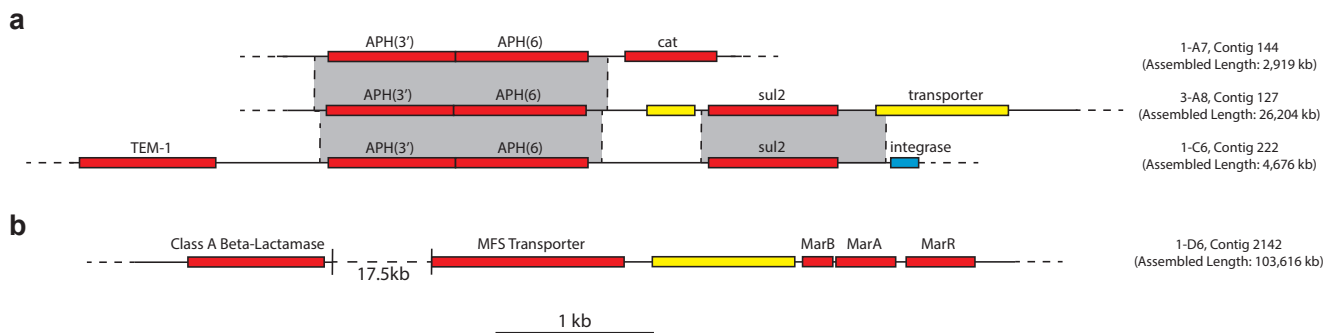 a
APH(3') APH(6) cat
1-A7, Contig 144
(Assembled Length: 2,919 kb)
APH(3') APH(6) sul2 transporter
3-A8, Contig 127
(Assembled Length: 26,204 kb)
TEM-1 APH(3') APH(6) sul2 integrase
1-C6, Contig 222
(Assembled Length: 4,676 kb)
b
Class A Beta-Lactamase MFS Transporter MarB MarA MarR
17.5kb
1-D6, Contig 2142
(Assembled Length: 103,616 kb)
1 kb